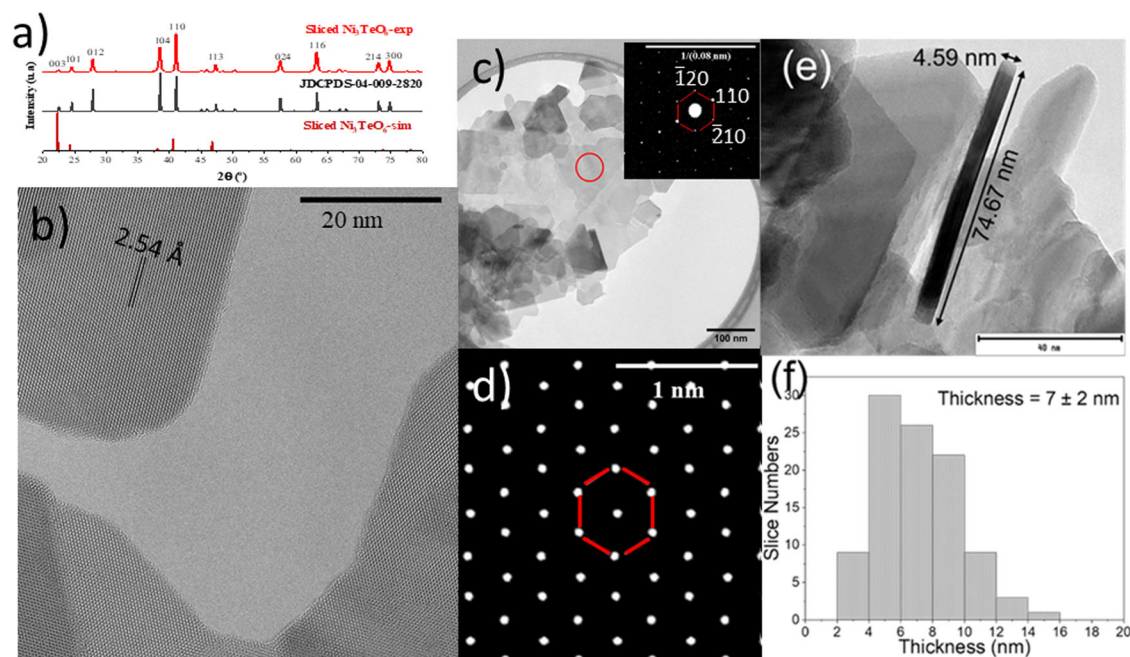 a)
Sliced Ni3TeO6-exp
003
101
012
104
110
113
024
116
214
300
JDCPDS-04-009-2820
Sliced Ni3TeO6-sim
Intensity (u.a)
20 25 30 35 40 45 50 55 60 65 70 75 80
2Θ (°)
b)
20 nm
2.54 Å
c)
1/(0.08 nm)
1̅20
110
2̅10
100 nm
d)
1 nm
(e)
4.59 nm
74.67 nm
40 nm
(f)
Thickness = 7 ± 2 nm
Slice Numbers
30
25
20
15
10
5
0
0 2 4 6 8 10 12 14 16 18 20
Thickness (nm)